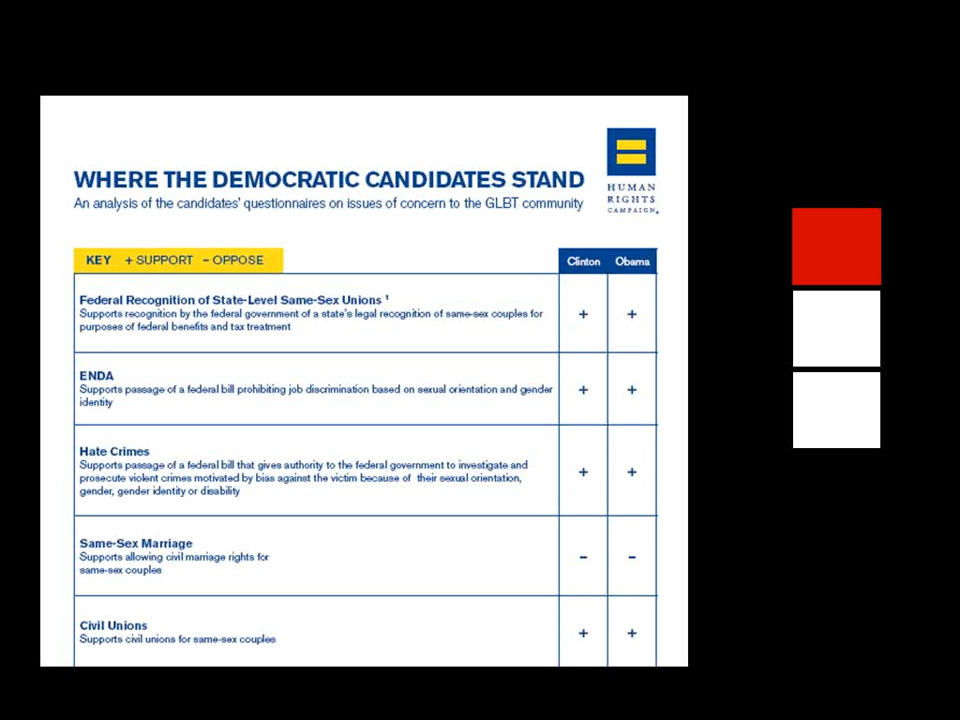 WHERE THE DEMOCRATIC CANDIDATES STAND
An analysis of the candidates' questionnaires on issues of concern to the GLBT community
HUMAN
RIGHTS
CAMPAIGN®
KEY + SUPPORT – OPPOSE
Clinton Obama
Federal Recognition of State-Level Same-Sex Unions ¹
Supports recognition by the federal government of a state's legal recognition of same-sex couples for
purposes of federal benefits and tax treatment
+ +
ENDA
Supports passage of a federal bill prohibiting job discrimination based on sexual orientation and gender
identity
+ +
Hate Crimes
Supports passage of a federal bill that gives authority to the federal government to investigate and
prosecute violent crimes motivated by bias against the victim because of their sexual orientation,
gender, gender identity or disability
+ +
Same-Sex Marriage
Supports allowing civil marriage rights for
same-sex couples
– –
Civil Unions
Supports civil unions for same-sex couples
+ +